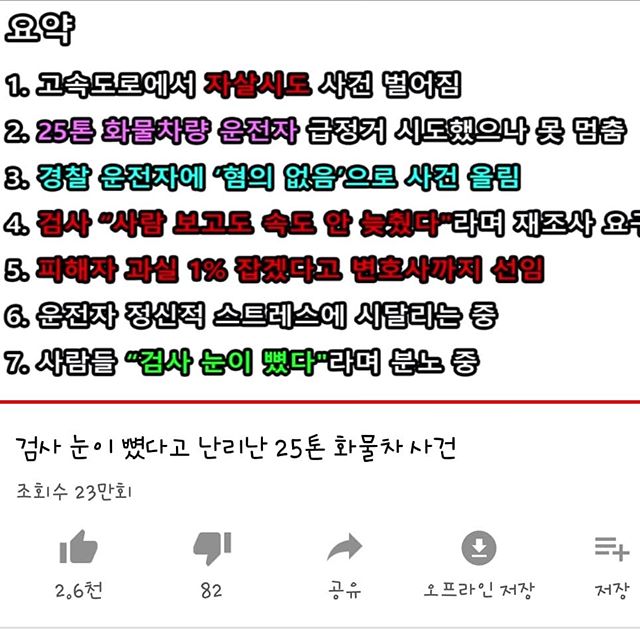 요약
1. 고속도로에서 자살시도 사건 벌어짐
2. 25톤 화물차량 운전자 급정거 시도했으나 못 멈춤
3. 경찰 운전자에 '혐의 없음'으로 사건 올림
4. 검사 "사람 보고도 속도 안 늦췄다"라며 재조사 요구
5. 피해자 과실 1% 잡겠다고 변호사까지 선임
6. 운전자 정신적 스트레스에 시달리는 중
7. 사람들 "검사 눈이 뼜다"라며 분노 중
검사 눈이 뼜다고 난리난 25톤 화물차 사건
조회수 23만회
2.6천 82 공유 오프라인 저장 저장